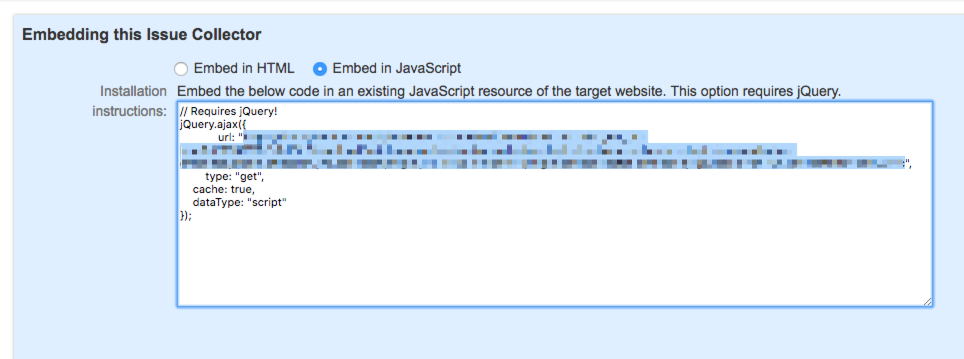 Embedding this Issue Collector
Embed in HTML Embed in JavaScript
Installation instructions: Embed the below code in an existing JavaScript resource of the target website. This option requires jQuery.
// Requires jQuery!
jQuery.ajax({
url: "
",
type: "get",
cache: true,
dataType: "script"
});